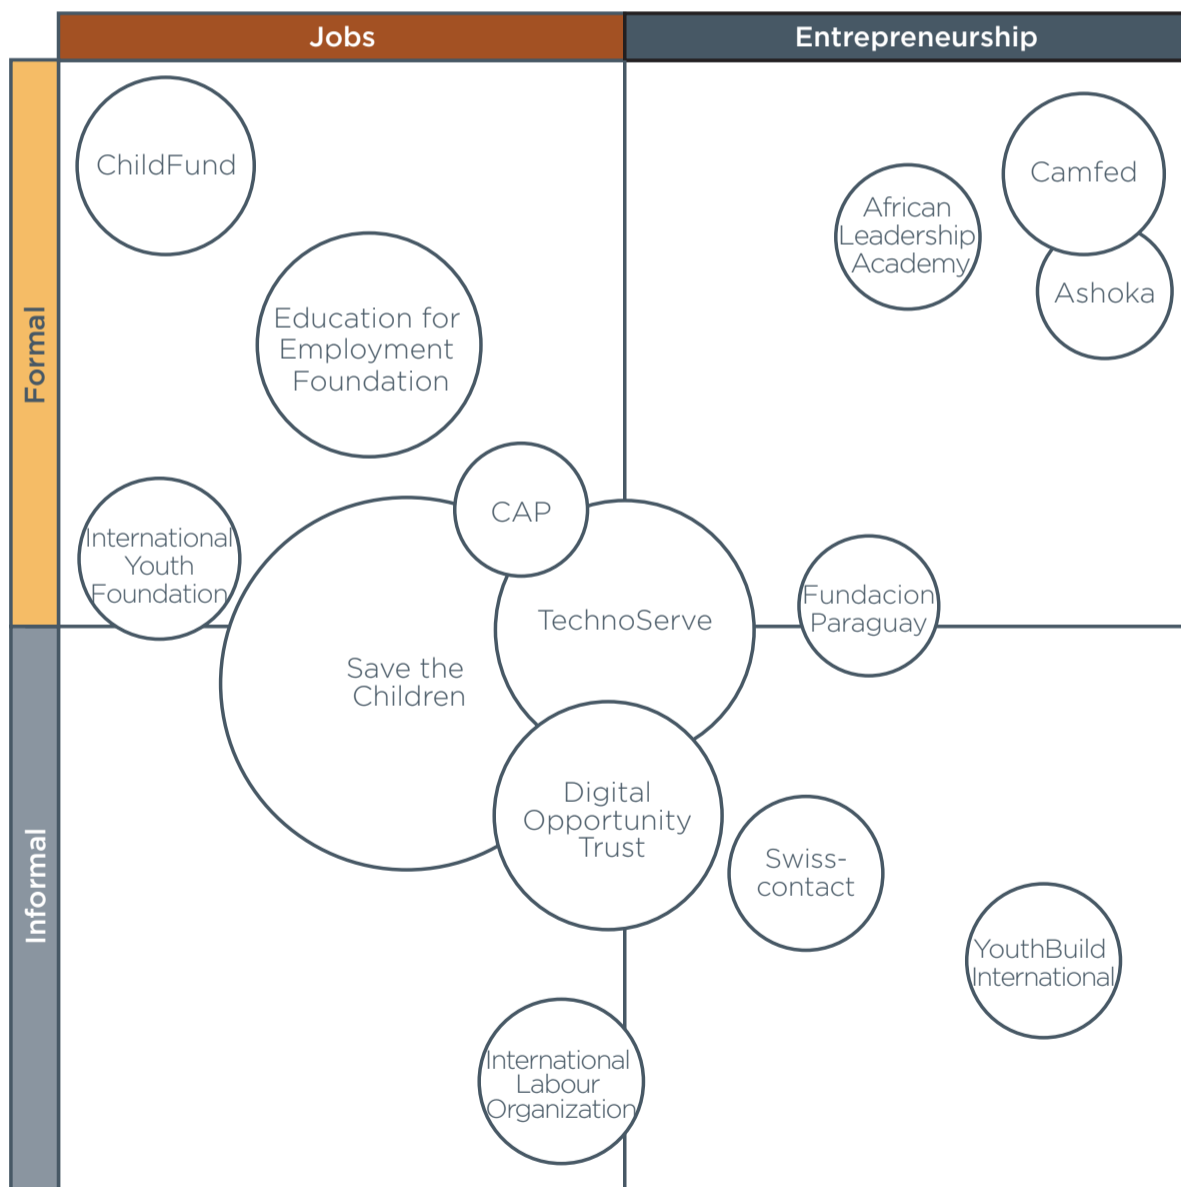 Jobs
Entrepreneurship
Formal
Informal
ChildFund
Camfed
African
Leadership
Academy
Ashoka
Education for
Employment
Foundation
CAP
International
Youth
Foundation
TechnoServe
Fundacion
Paraguay
Save the
Children
Digital
Opportunity
Trust
Swiss-
contact
YouthBuild
International
International
Labour
Organization